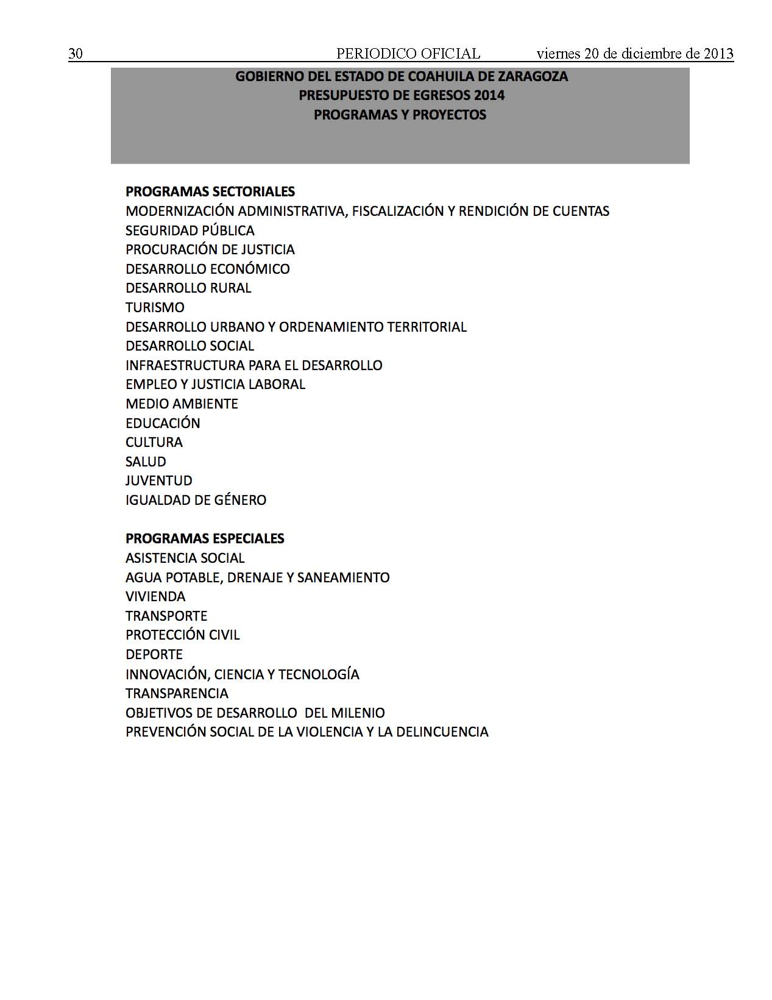 30 PERIODICO OFICIAL viernes 20 de diciembre de 2013
GOBIERNO DEL ESTADO DE COAHUILA DE ZARAGOZA
PRESUPUESTO DE EGRESOS 2014
PROGRAMAS Y PROYECTOS
PROGRAMAS SECTORIALES
MODERNIZACIÓN ADMINISTRATIVA, FISCALIZACIÓN Y RENDICIÓN DE CUENTAS
SEGURIDAD PÚBLICA
PROCURACIÓN DE JUSTICIA
DESARROLLO ECONÓMICO
DESARROLLO RURAL
TURISMO
DESARROLLO URBANO Y ORDENAMIENTO TERRITORIAL
DESARROLLO SOCIAL
INFRAESTRUCTURA PARA EL DESARROLLO
EMPLEO Y JUSTICIA LABORAL
MEDIO AMBIENTE
EDUCACIÓN
CULTURA
SALUD
JUVENTUD
IGUALDAD DE GÉNERO
PROGRAMAS ESPECIALES
ASISTENCIA SOCIAL
AGUA POTABLE, DRENAJE Y SANEAMIENTO
VIVIENDA
TRANSPORTE
PROTECCIÓN CIVIL
DEPORTE
INNOVACIÓN, CIENCIA Y TECNOLOGÍA
TRANSPARENCIA
OBJETIVOS DE DESARROLLO  DEL MILENIO
PREVENCIÓN SOCIAL DE LA VIOLENCIA Y LA DELINCUENCIA